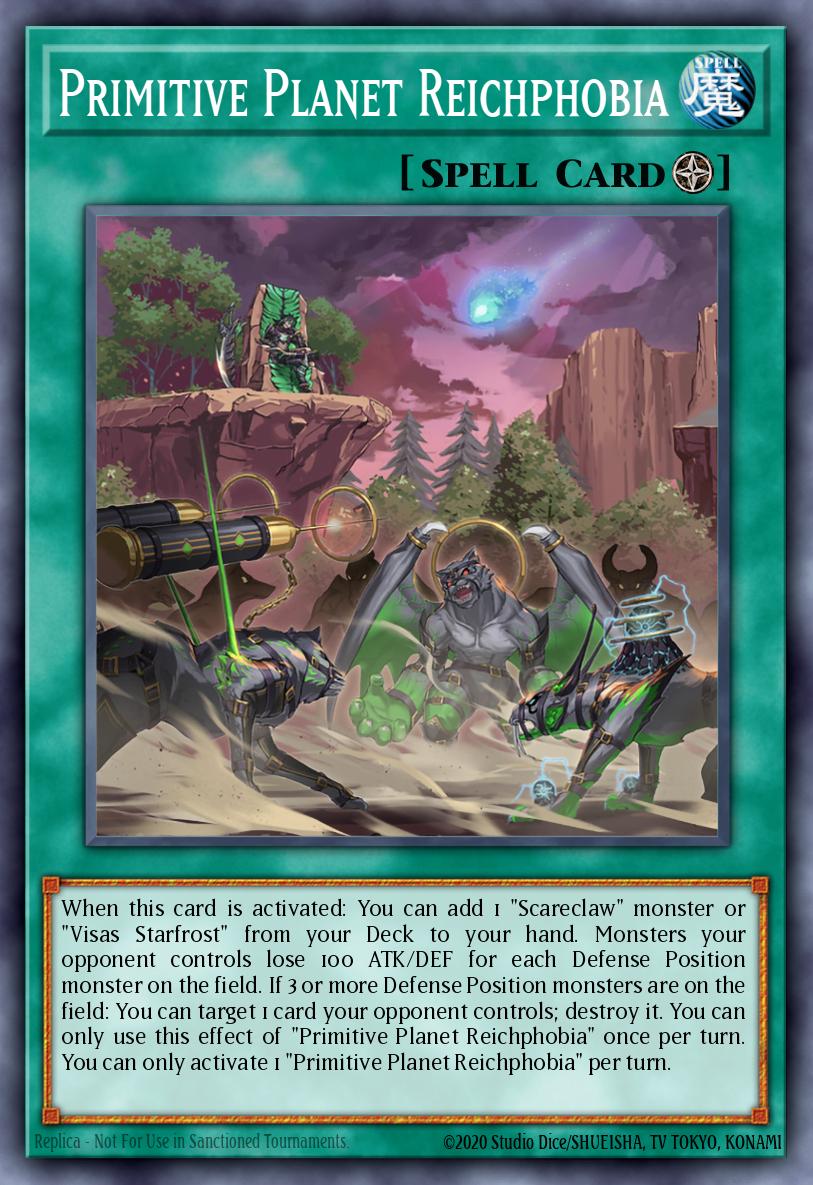 Primitive Planet Reichphobia
SPELL
魔
[Spell Card]
When this card is activated: You can add 1 "Scareclaw" monster or
"Visas Starfrost" from your Deck to your hand. Monsters your
opponent controls lose 100 ATK/DEF for each Defense Position
monster on the field. If 3 or more Defense Position monsters are on the
field: You can target 1 card your opponent controls; destroy it. You can
only use this effect of "Primitive Planet Reichphobia" once per turn.
You can only activate 1 "Primitive Planet Reichphobia" per turn.
Replica - Not For Use in Sanctioned Tournaments.
©2020 Studio Dice/SHUEISHA, TV TOKYO, KONAMI